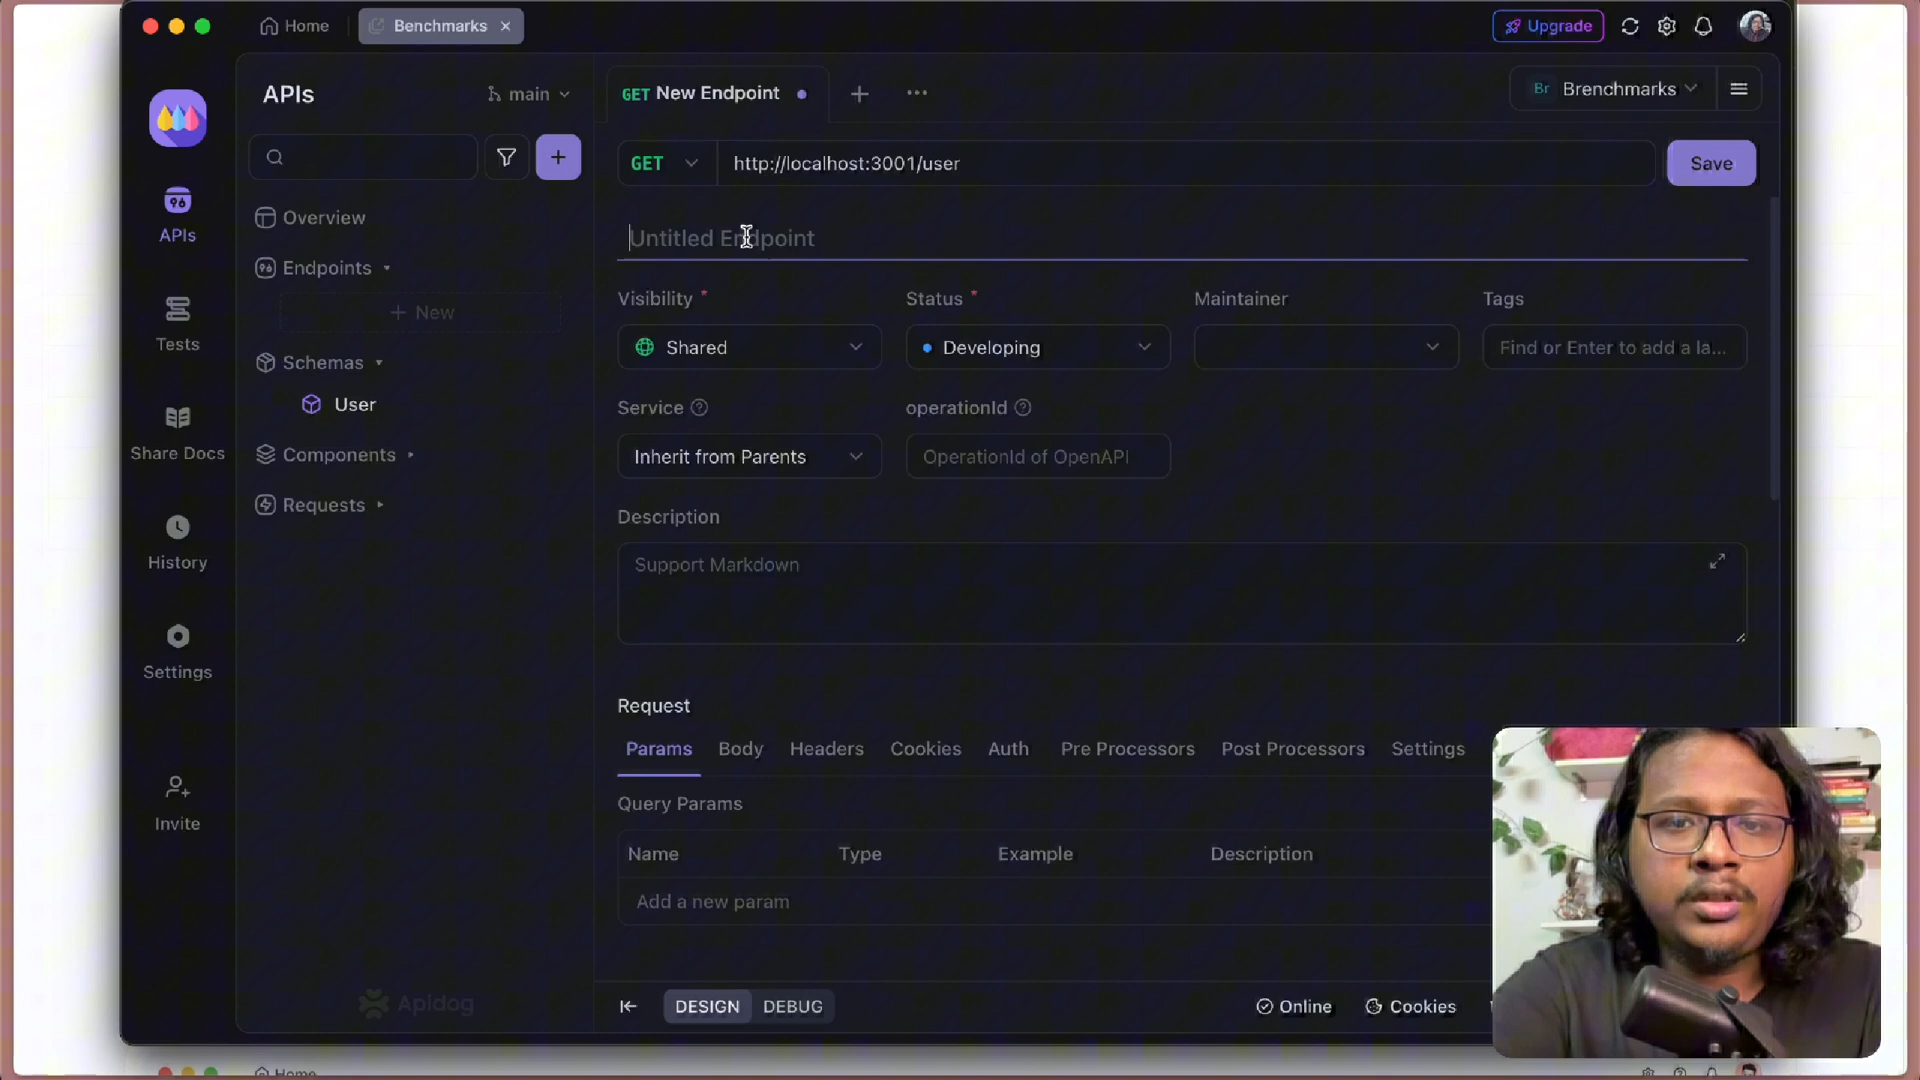 Home
Benchmarks
Upgrade
APIs
main
GET New Endpoint
Br Brenchmarks
GET
http://localhost:3001/user
Save
APIs
Overview
Untitled Endpoint
Endpoints
New
Visibility *
Status *
Maintainer
Tags
Tests
Shared
Developing
Find or Enter to add a la...
Schemas
User
Service
operationId
Share Docs
Components
Inherit from Parents
OperationId of OpenAPI
Requests
Description
History
Support Markdown
Settings
Request
Params
Body
Headers
Cookies
Auth
Pre Processors
Post Processors
Settings
Invite
Query Params
Name
Type
Example
Description
Add a new param
Apidog
DESIGN
DEBUG
Online
Cookies
Home